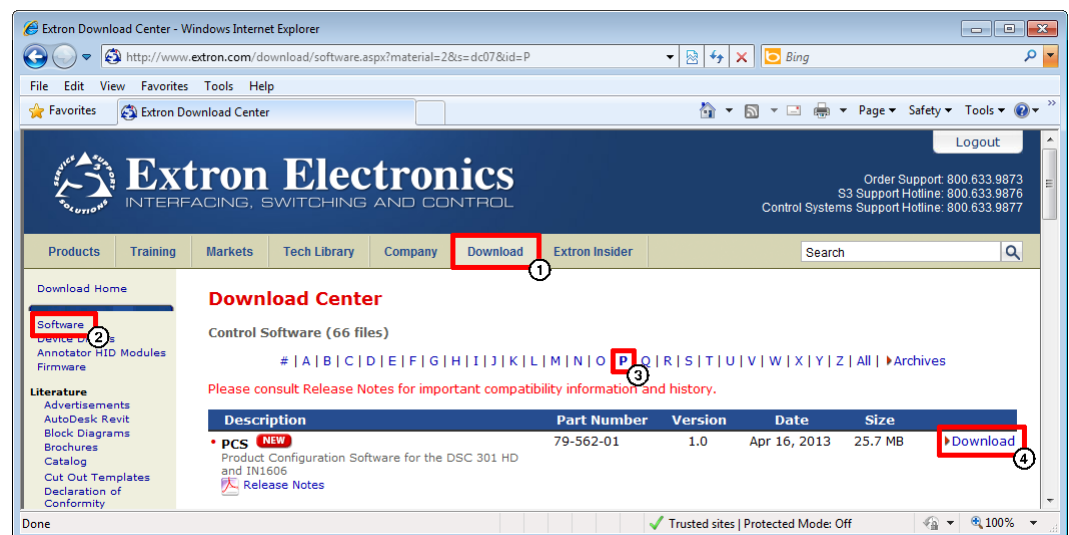 Extron Download Center - Windows Internet Explorer
http://www.extron.com/download/software.aspx?material=2&s=dc07&id=P
Bing
File Edit View Favorites Tools Help
Favorites Extron Download Center Page Safety Tools »
Logout
SERVICE SUPPORT SOLUTIONS
S3
Extron Electronics
INTERFACING, SWITCHING AND CONTROL
Order Support: 800.633.9873
S3 Support Hotline: 800.633.9876
Control Systems Support Hotline: 800.633.9877
Products Training Markets Tech Library Company Download Extron Insider Search
1
Download Home
Download Center
Software
2
Control Software (66 files)
Annotator HID Modules
Firmware
# | A | B | C | D | E | F | G | H | I | J | K | L | M | N | O P Q | R | S | T | U | V | W | X | Y | Z | All | Archives
3
Please consult Release Notes for important compatibility information and history.
Literature
Advertisements
AutoDesk Revit
Block Diagrams
Brochures
Catalog
Cut Out Templates
Declaration of
Conformity
Description Part Number Version Date Size
• PCS NEW 79-562-01 1.0 Apr 16, 2013 25.7 MB Download
4
Product Configuration Software for the DSC 301 HD
and IN1606
Release Notes
Done Trusted sites | Protected Mode: Off 100%